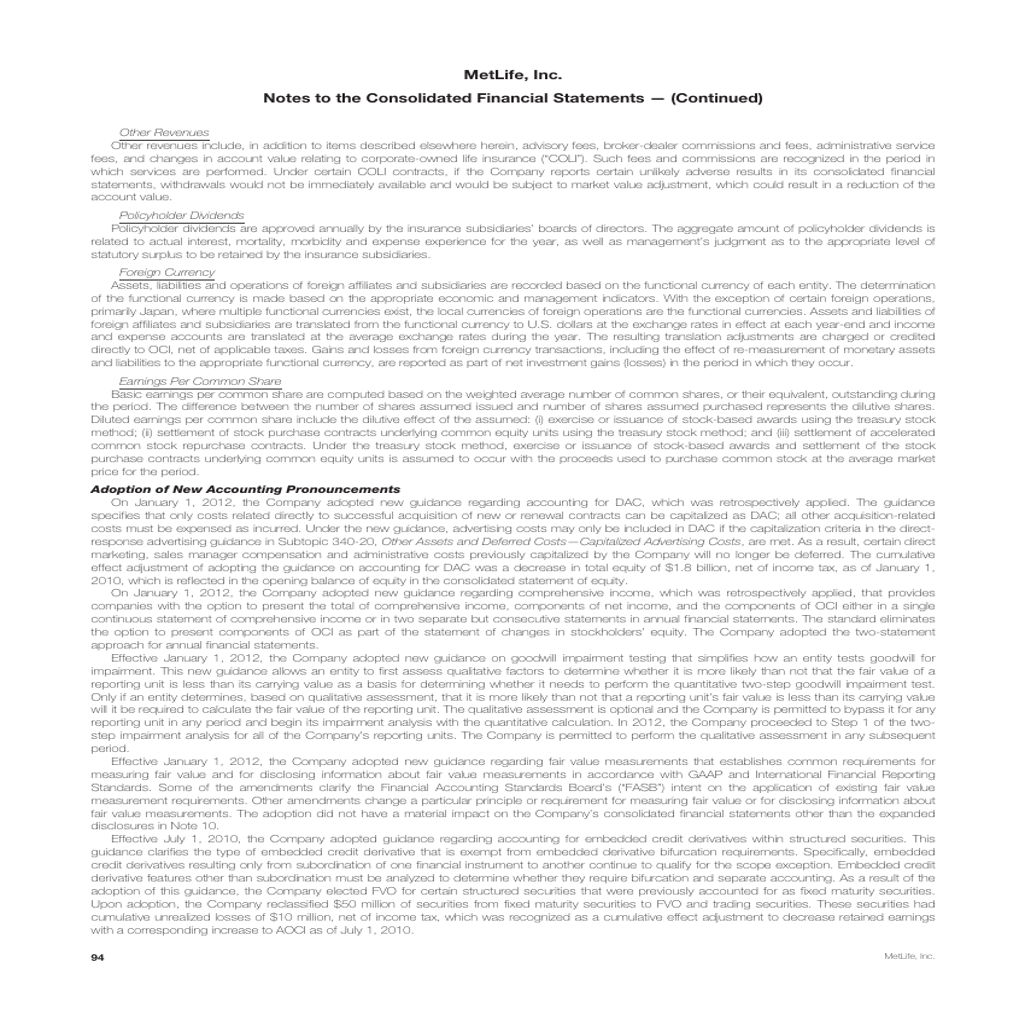 MetLife, Inc.
Notes to the Consolidated Financial Statements — (Continued)
Other Revenues
Other revenues include, in addition to items described elsewhere herein, advisory fees, broker-dealer commissions and fees, administrative service
fees, and changes in account value relating to corporate-owned life insurance (“COLI”). Such fees and commissions are recognized in the period in
which services are performed. Under certain COLI contracts, if the Company reports certain unlikely adverse results in its consolidated financial
statements, withdrawals would not be immediately available and would be subject to market value adjustment, which could result in a reduction of the
account value.
Policyholder Dividends
Policyholder dividends are approved annually by the insurance subsidiaries’ boards of directors. The aggregate amount of policyholder dividends is
related to actual interest, mortality, morbidity and expense experience for the year, as well as management’s judgment as to the appropriate level of
statutory surplus to be retained by the insurance subsidiaries.
Foreign Currency
Assets, liabilities and operations of foreign affiliates and subsidiaries are recorded based on the functional currency of each entity. The determination
of the functional currency is made based on the appropriate economic and management indicators. With the exception of certain foreign operations,
primarily Japan, where multiple functional currencies exist, the local currencies of foreign operations are the functional currencies. Assets and liabilities of
foreign affiliates and subsidiaries are translated from the functional currency to U.S. dollars at the exchange rates in effect at each year-end and income
and expense accounts are translated at the average exchange rates during the year. The resulting translation adjustments are charged or credited
directly to OCI, net of applicable taxes. Gains and losses from foreign currency transactions, including the effect of re-measurement of monetary assets
and liabilities to the appropriate functional currency, are reported as part of net investment gains (losses) in the period in which they occur.
Earnings Per Common Share
Basic earnings per common share are computed based on the weighted average number of common shares, or their equivalent, outstanding during
the period. The difference between the number of shares assumed issued and number of shares assumed purchased represents the dilutive shares.
Diluted earnings per common share include the dilutive effect of the assumed: (i) exercise or issuance of stock-based awards using the treasury stock
method; (ii) settlement of stock purchase contracts underlying common equity units using the treasury stock method; and (iii) settlement of accelerated
common stock repurchase contracts. Under the treasury stock method, exercise or issuance of stock-based awards and settlement of the stock
purchase contracts underlying common equity units is assumed to occur with the proceeds used to purchase common stock at the average market
price for the period.
Adoption of New Accounting Pronouncements
On January 1, 2012, the Company adopted new guidance regarding accounting for DAC, which was retrospectively applied. The guidance
specifies that only costs related directly to successful acquisition of new or renewal contracts can be capitalized as DAC; all other acquisition-related
costs must be expensed as incurred. Under the new guidance, advertising costs may only be included in DAC if the capitalization criteria in the direct-
response advertising guidance in Subtopic 340-20, Other Assets and Deferred Costs—Capitalized Advertising Costs, are met. As a result, certain direct
marketing, sales manager compensation and administrative costs previously capitalized by the Company will no longer be deferred. The cumulative
effect adjustment of adopting the guidance on accounting for DAC was a decrease in total equity of $1.8 billion, net of income tax, as of January 1,
2010, which is reflected in the opening balance of equity in the consolidated statement of equity.
On January 1, 2012, the Company adopted new guidance regarding comprehensive income, which was retrospectively applied, that provides
companies with the option to present the total of comprehensive income, components of net income, and the components of OCI either in a single
continuous statement of comprehensive income or in two separate but consecutive statements in annual financial statements. The standard eliminates
the option to present components of OCI as part of the statement of changes in stockholders’ equity. The Company adopted the two-statement
approach for annual financial statements.
Effective January 1, 2012, the Company adopted new guidance on goodwill impairment testing that simplifies how an entity tests goodwill for
impairment. This new guidance allows an entity to first assess qualitative factors to determine whether it is more likely than not that the fair value of a
reporting unit is less than its carrying value as a basis for determining whether it needs to perform the quantitative two-step goodwill impairment test.
Only if an entity determines, based on qualitative assessment, that it is more likely than not that a reporting unit’s fair value is less than its carrying value
will it be required to calculate the fair value of the reporting unit. The qualitative assessment is optional and the Company is permitted to bypass it for any
reporting unit in any period and begin its impairment analysis with the quantitative calculation. In 2012, the Company proceeded to Step 1 of the two-
step impairment analysis for all of the Company’s reporting units. The Company is permitted to perform the qualitative assessment in any subsequent
period.
Effective January 1, 2012, the Company adopted new guidance regarding fair value measurements that establishes common requirements for
measuring fair value and for disclosing information about fair value measurements in accordance with GAAP and International Financial Reporting
Standards. Some of the amendments clarify the Financial Accounting Standards Board’s (“FASB”) intent on the application of existing fair value
measurement requirements. Other amendments change a particular principle or requirement for measuring fair value or for disclosing information about
fair value measurements. The adoption did not have a material impact on the Company’s consolidated financial statements other than the expanded
disclosures in Note 10.
Effective July 1, 2010, the Company adopted guidance regarding accounting for embedded credit derivatives within structured securities. This
guidance clarifies the type of embedded credit derivative that is exempt from embedded derivative bifurcation requirements. Specifically, embedded
credit derivatives resulting only from subordination of one financial instrument to another continue to qualify for the scope exception. Embedded credit
derivative features other than subordination must be analyzed to determine whether they require bifurcation and separate accounting. As a result of the
adoption of this guidance, the Company elected FVO for certain structured securities that were previously accounted for as fixed maturity securities.
Upon adoption, the Company reclassified $50 million of securities from fixed maturity securities to FVO and trading securities. These securities had
cumulative unrealized losses of $10 million, net of income tax, which was recognized as a cumulative effect adjustment to decrease retained earnings
with a corresponding increase to AOCI as of July 1, 2010.
94
MetLife, Inc.